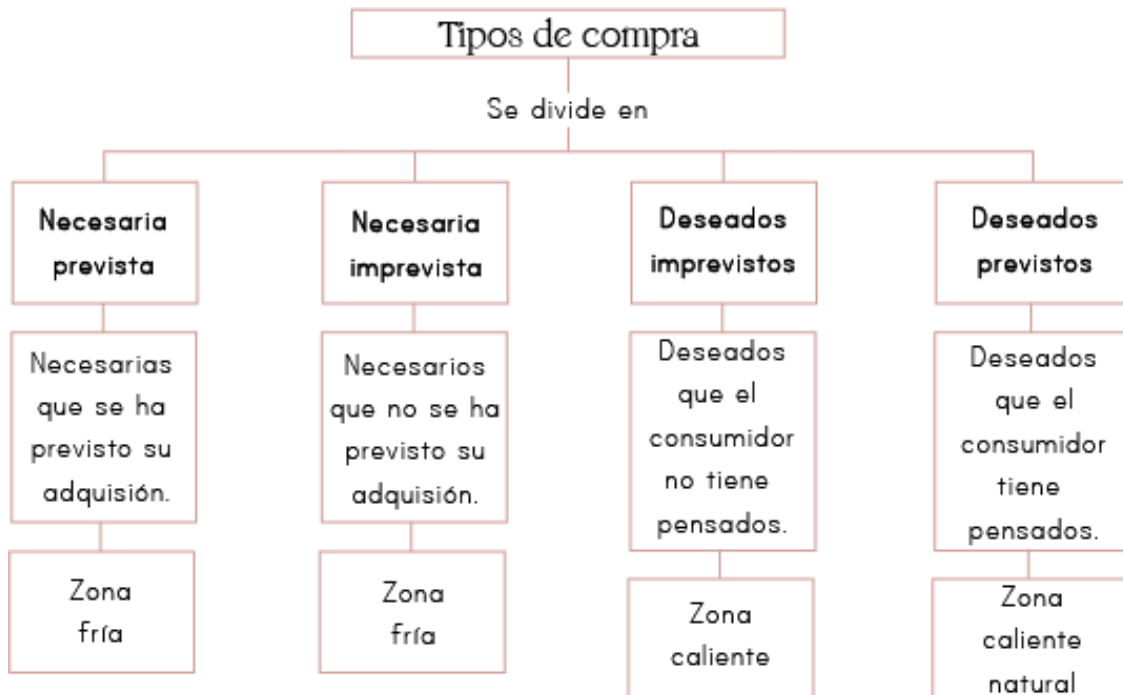 Tipos de compra
Se divide en
Necesaria
prevista
Necesaria
imprevista
Deseados
imprevistos
Deseados
previstos
Necesarias
que se ha
previsto su
adquisión.
Necesarios
que no se ha
previsto su
adquisión.
Deseados
que el
consumidor
no tiene
pensados.
Deseados
que el
consumidor
tiene
pensados.
Zona
fría
Zona
fría
Zona
caliente
Zona
caliente
natural